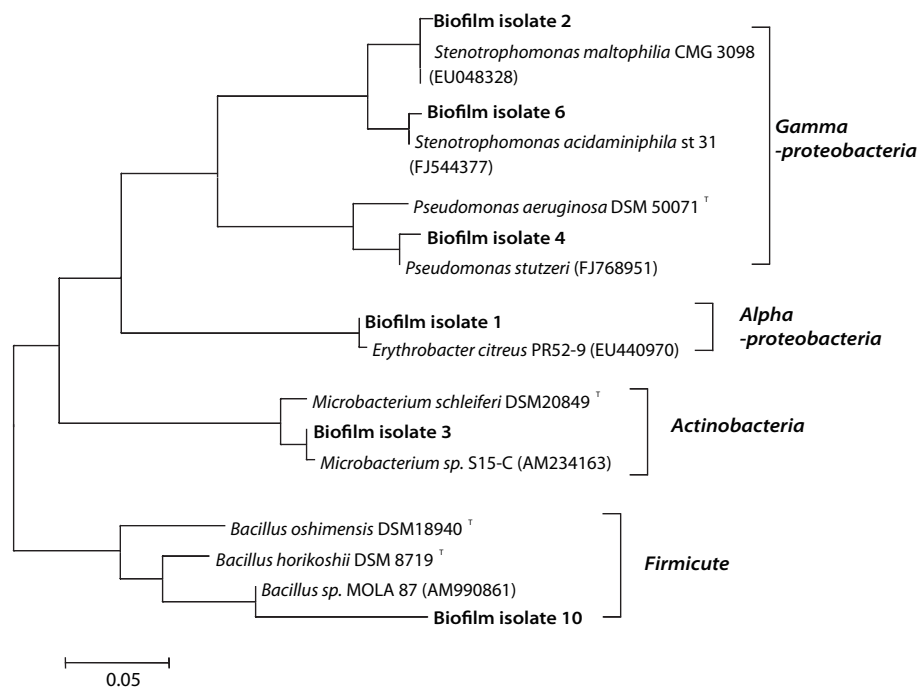 Biofilm isolate 2
Stenotrophomonas maltophilia CMG 3098
(EU048328)
Biofilm isolate 6
Stenotrophomonas acidaminiphila st 31
(FJ544377)
Gamma
-proteobacteria
Pseudomonas aeruginosa DSM 50071 ᵀ
Biofilm isolate 4
Pseudomonas stutzeri (FJ768951)
Biofilm isolate 1
Erythrobacter citreus PR52-9 (EU440970)
Alpha
-proteobacteria
Microbacterium schleiferi DSM20849 ᵀ
Biofilm isolate 3
Microbacterium sp. S15-C (AM234163)
Actinobacteria
Bacillus oshimensis DSM18940 ᵀ
Bacillus horikoshii DSM 8719 ᵀ
Bacillus sp. MOLA 87 (AM990861)
Biofilm isolate 10
Firmicute
0.05